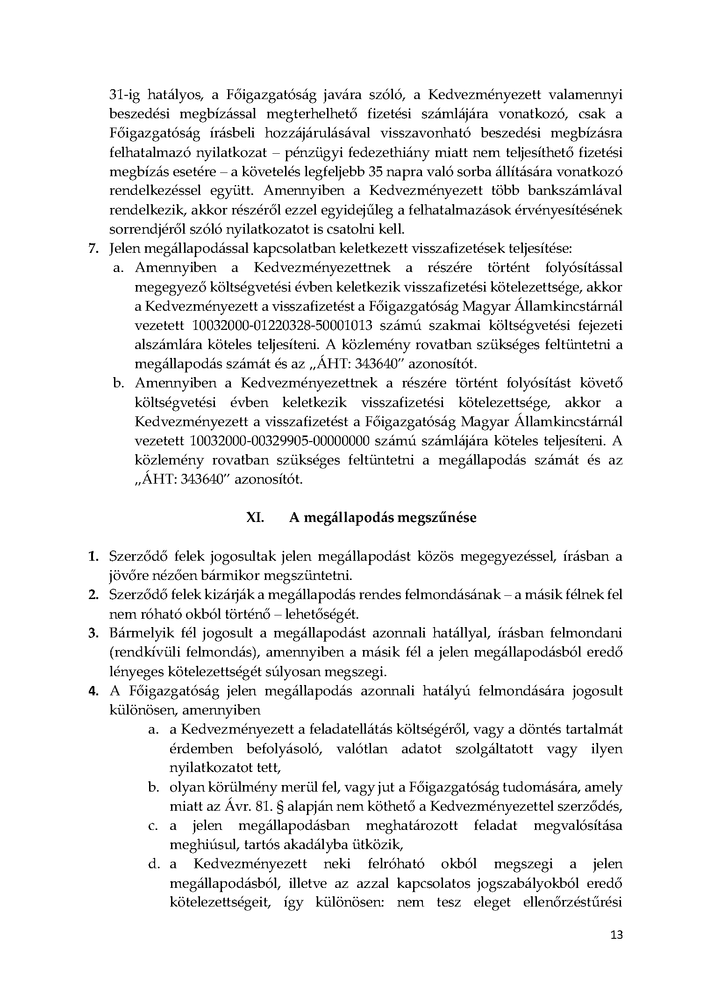 31-ig hatályos, a Főigazgatóság javára szóló, a Kedvezményezett valamennyi
beszedési megbízással megterhelhető fizetési számlájára vonatkozó, csak a
Főigazgatóság írásbeli hozzájárulásával visszavonható beszedési megbízásra
felhatalmazó nyilatkozat – pénzügyi fedezethiány miatt nem teljesíthető fizetési
megbízás esetére – a követelés legfeljebb 35 napra való sorba állítására vonatkozó
rendelkezéssel együtt. Amennyiben a Kedvezményezett több bankszámlával
rendelkezik, akkor részéről ezzel egyidejűleg a felhatalmazások érvényesítésének
sorrendjéről szóló nyilatkozatot is csatolni kell.
7. Jelen megállapodással kapcsolatban keletkezett visszafizetések teljesítése:
a. Amennyiben a Kedvezményezettnek a részére történt folyósítással
megegyező költségvetési évben keletkezik visszafizetési kötelezettsége, akkor
a Kedvezményezett a visszafizetést a Főigazgatóság Magyar Államkincstárnál
vezetett 10032000-01220328-50001013 számú szakmai költségvetési fejezeti
alszámlára köteles teljesíteni. A közlemény rovatban szükséges feltüntetni a
megállapodás számát és az „ÁHT: 343640” azonosítót.
b. Amennyiben a Kedvezményezettnek a részére történt folyósítást követő
költségvetési évben keletkezik visszafizetési kötelezettsége, akkor a
Kedvezményezett a visszafizetést a Főigazgatóság Magyar Államkincstárnál
vezetett 10032000-00329905-00000000 számú számlájára köteles teljesíteni. A
közlemény rovatban szükséges feltüntetni a megállapodás számát és az
„ÁHT: 343640” azonosítót.
XI. A megállapodás megszűnése
1. Szerződő felek jogosultak jelen megállapodást közös megegyezéssel, írásban a
jövőre nézően bármikor megszüntetni.
2. Szerződő felek kizárják a megállapodás rendes felmondásának – a másik félnek fel
nem róható okból történő – lehetőségét.
3. Bármelyik fél jogosult a megállapodást azonnali hatállyal, írásban felmondani
(rendkívüli felmondás), amennyiben a másik fél a jelen megállapodásból eredő
lényeges kötelezettségét súlyosan megszegi.
4. A Főigazgatóság jelen megállapodás azonnali hatályú felmondására jogosult
különösen, amennyiben
a. a Kedvezményezett a feladatellátás költségéről, vagy a döntés tartalmát
érdemben befolyásoló, valótlan adatot szolgáltatott vagy ilyen
nyilatkozatot tett,
b. olyan körülmény merül fel, vagy jut a Főigazgatóság tudomására, amely
miatt az Ávr. 81. § alapján nem köthető a Kedvezményezettel szerződés,
c. a jelen megállapodásban meghatározott feladat megvalósítása
meghiúsul, tartós akadályba ütközik,
d. a Kedvezményezett neki felróható okból megszegi a jelen
megállapodásból, illetve az azzal kapcsolatos jogszabályokból eredő
kötelezettségeit, így különösen: nem tesz eleget ellenőrzéstűrési
13